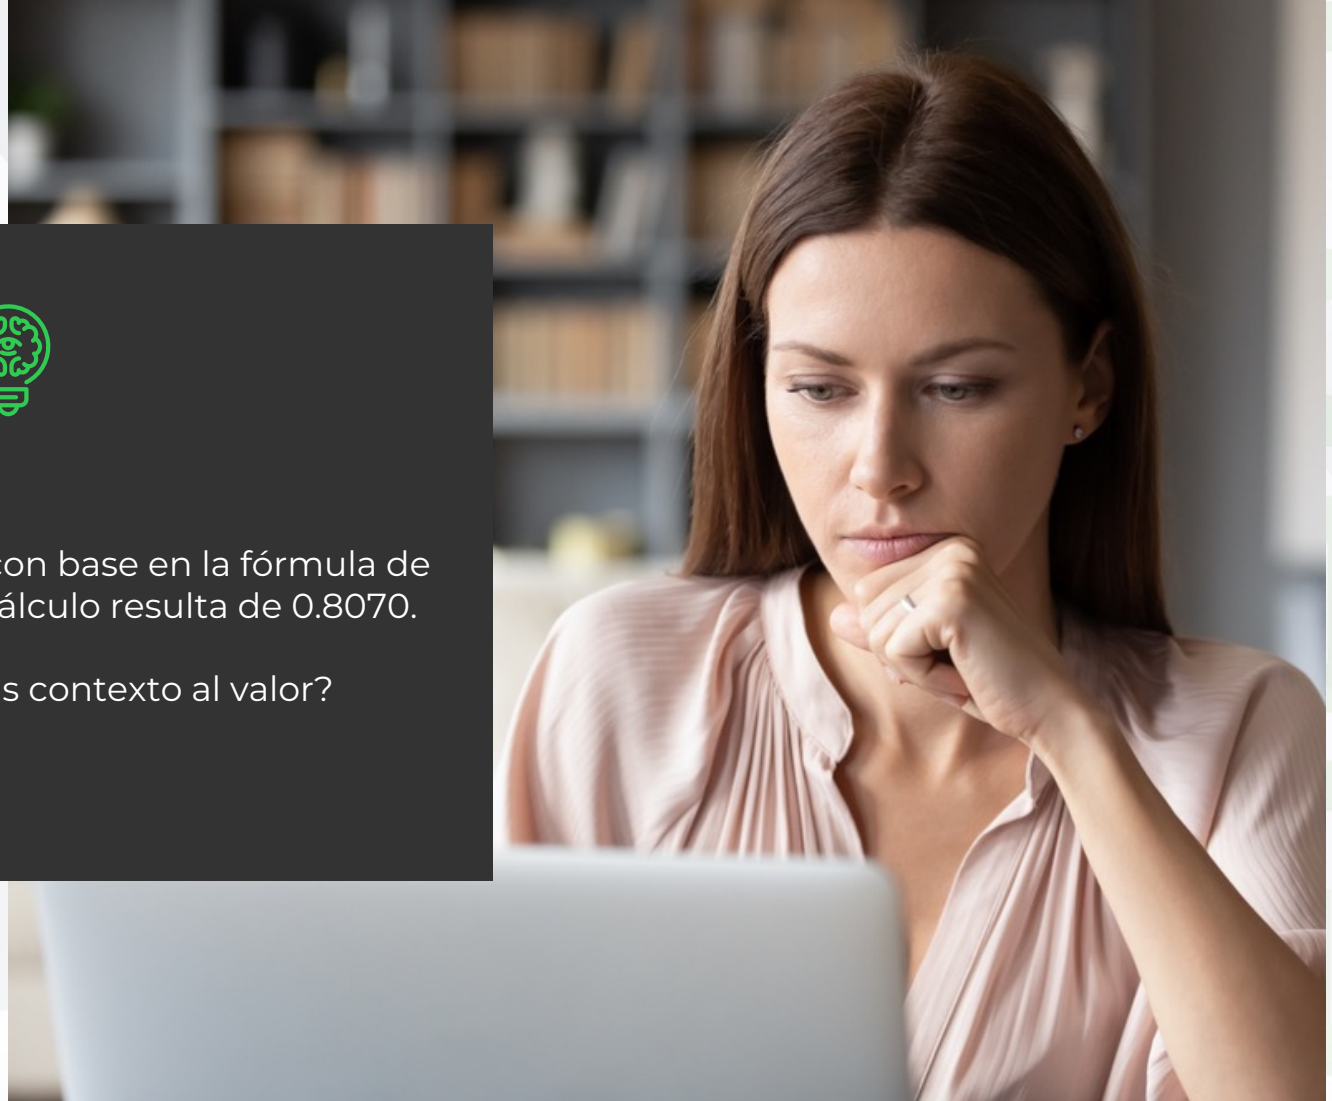 con base en la fórmula de
álculo resulta de 0.8070.
s contexto al valor?